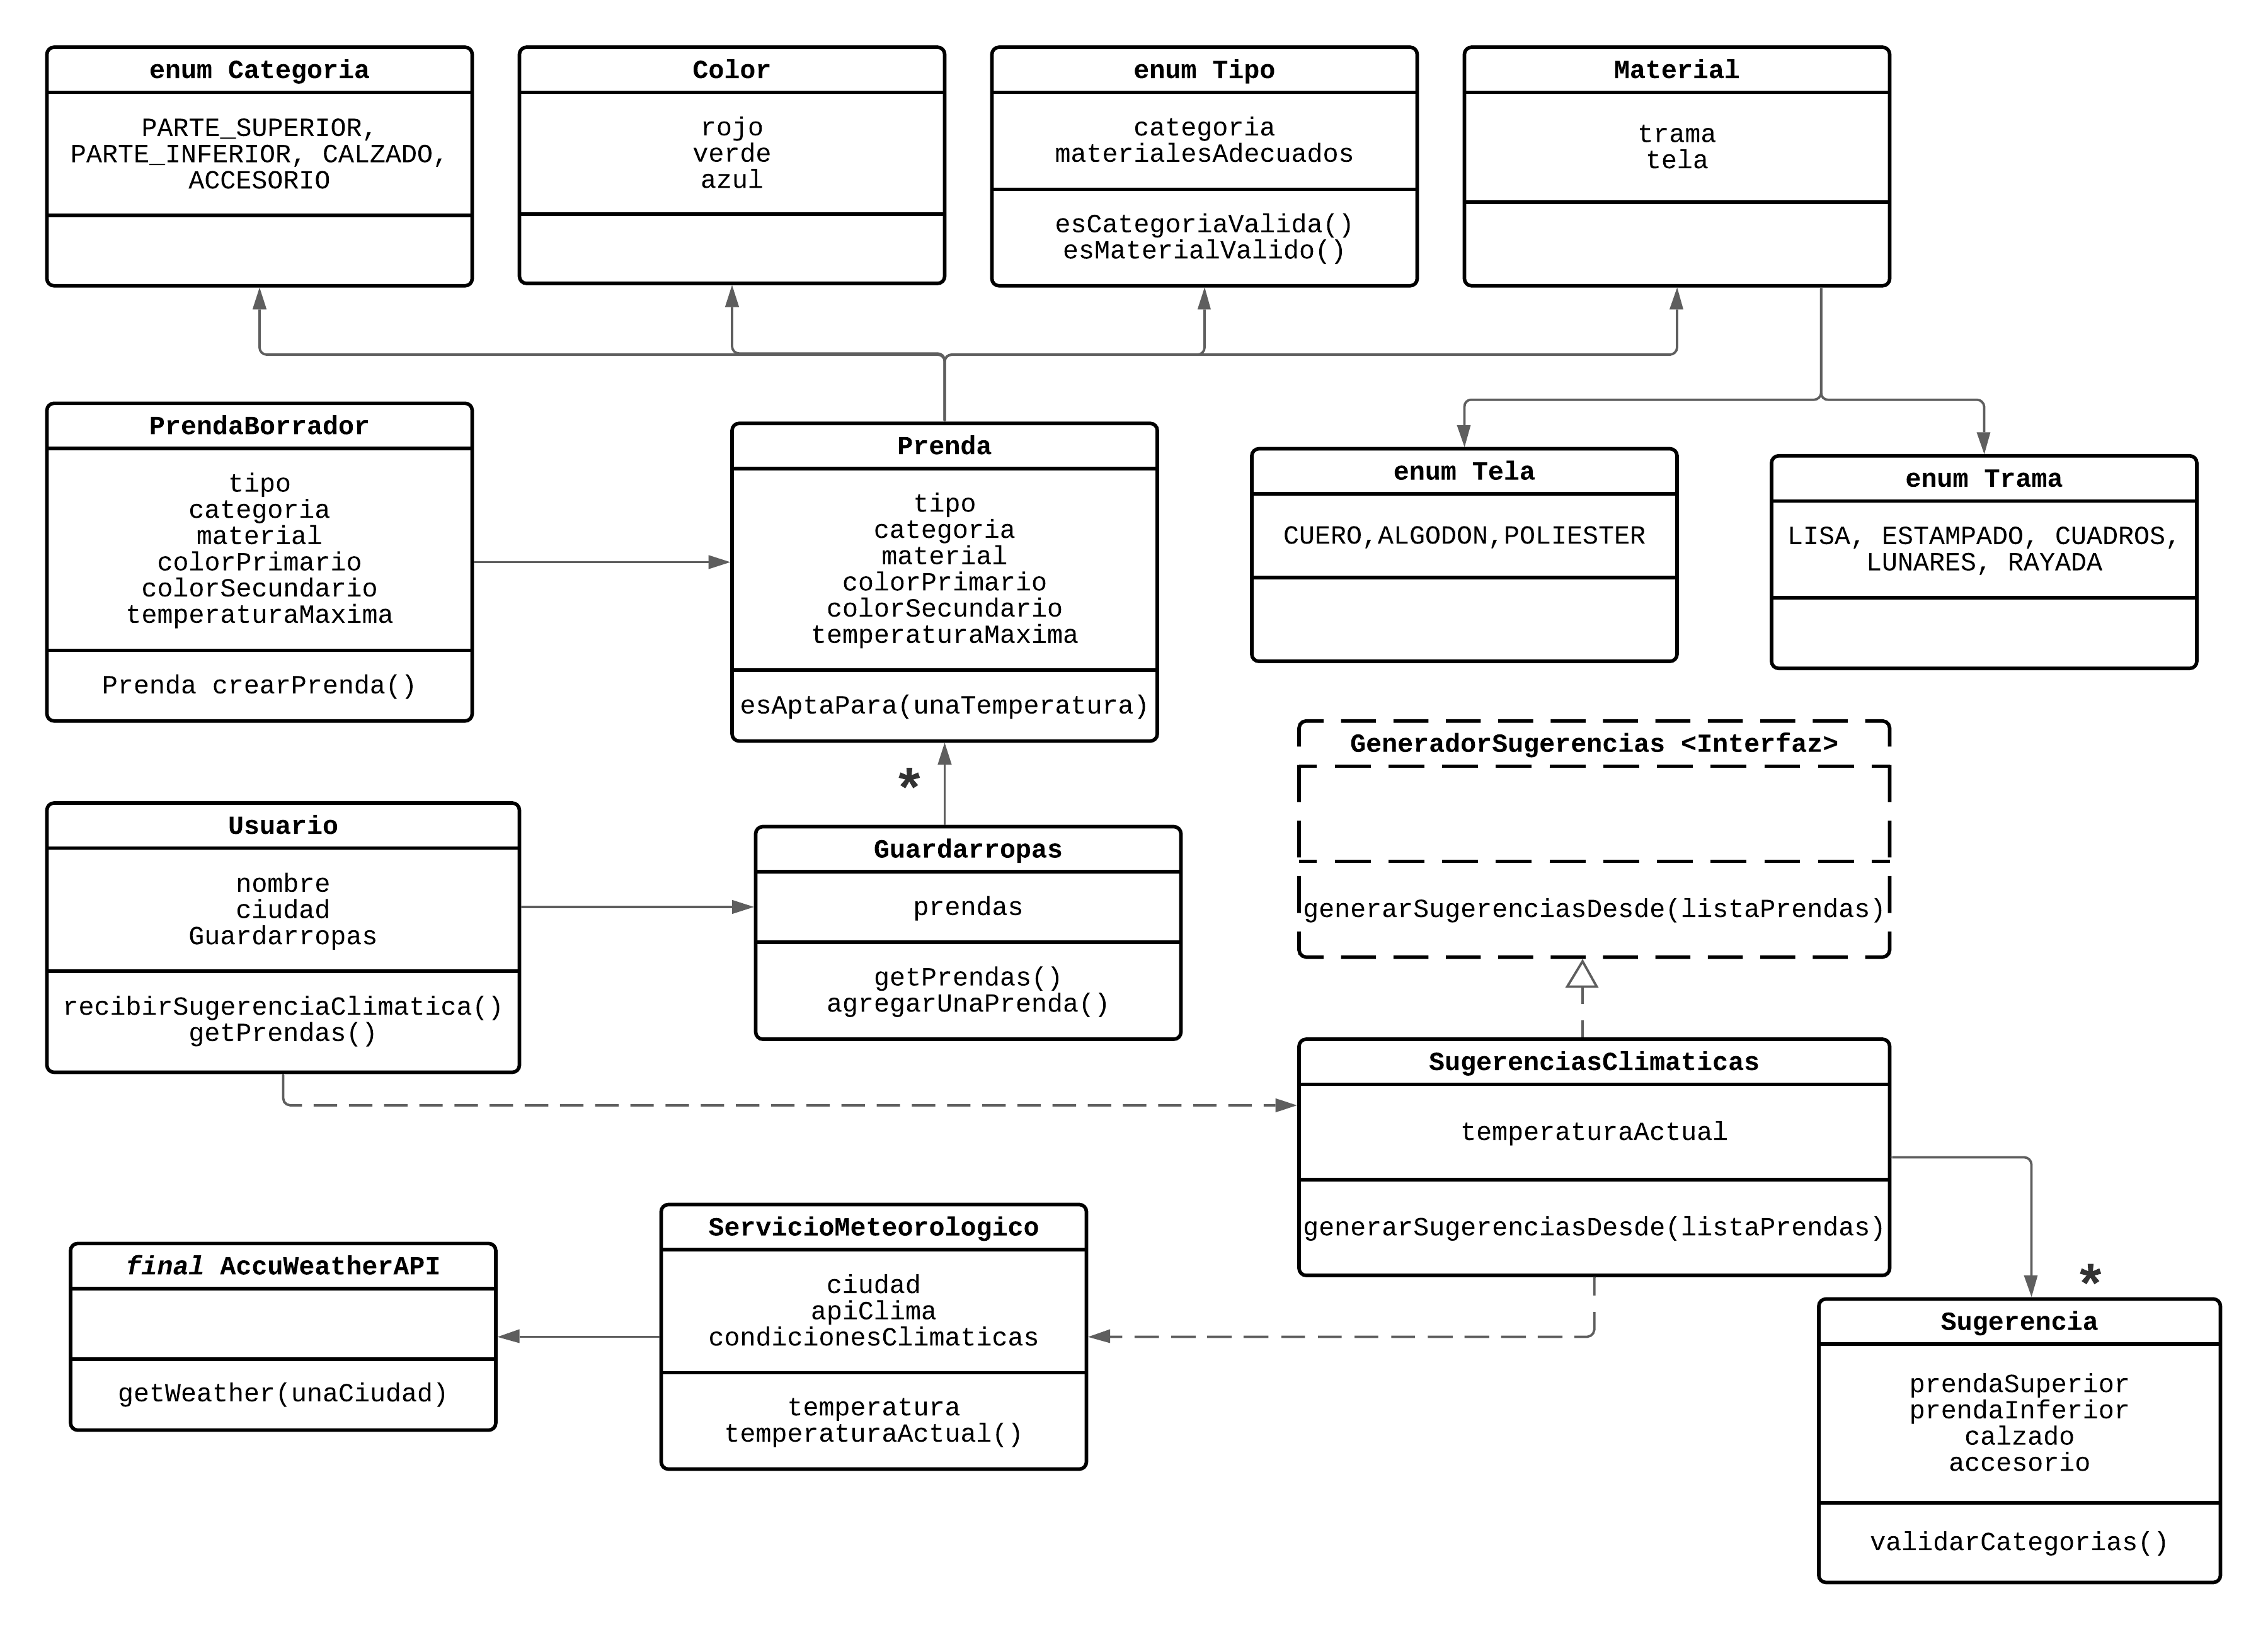 enum Categoria
PARTE_SUPERIOR,
PARTE_INFERIOR, CALZADO,
ACCESORIO
Color
rojo
verde
azul
enum Tipo
categoria
materialesAdecuados
esCategoriaValida()
esMaterialValido()
Material
trama
tela
PrendaBorrador
tipo
categoria
material
colorPrimario
colorSecundario
temperaturaMaxima
Prenda crearPrenda()
Prenda
tipo
categoria
material
colorPrimario
colorSecundario
temperaturaMaxima
esAptaPara(unaTemperatura)
enum Tela
CUERO,ALGODON,POLIESTER
enum Trama
LISA, ESTAMPADO, CUADROS,
LUNARES, RAYADA
GeneradorSugerencias <Interfaz>
generarSugerenciasDesde(listaPrendas)
*
Usuario
nombre
ciudad
Guardarropas
recibirSugerenciaClimatica()
getPrendas()
Guardarropas
prendas
getPrendas()
agregarUnaPrenda()
SugerenciasClimaticas
temperaturaActual
generarSugerenciasDesde(listaPrendas)
final AccuWeatherAPI
getWeather(unaCiudad)
ServicioMeteorologico
ciudad
apiClima
condicionesClimaticas
temperatura
temperaturaActual()
*
Sugerencia
prendaSuperior
prendaInferior
calzado
accesorio
validarCategorias()